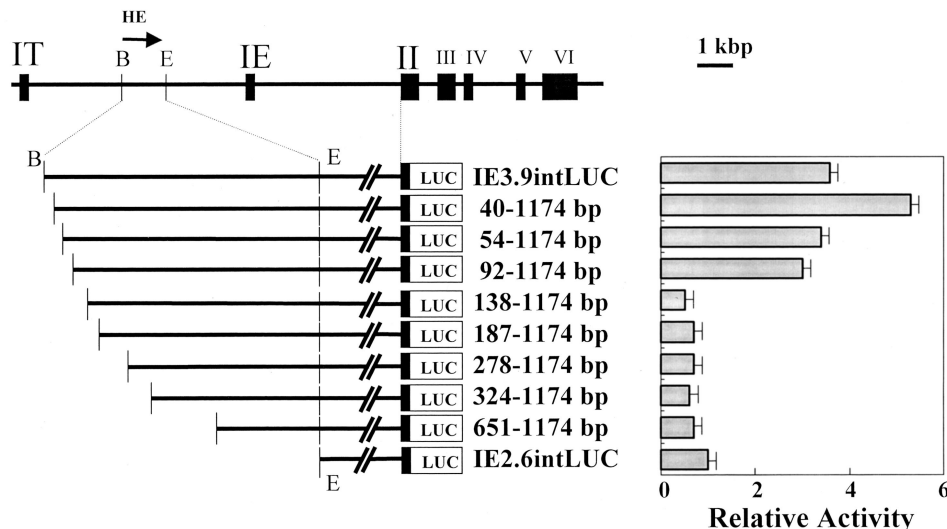 HE
IT B E IE II III IV V VI
1 kbp
B E
LUC IE3.9intLUC
LUC 40-1174 bp
LUC 54-1174 bp
LUC 92-1174 bp
LUC 138-1174 bp
LUC 187-1174 bp
LUC 278-1174 bp
LUC 324-1174 bp
LUC 651-1174 bp
LUC IE2.6intLUC
E
0 2 4 6
Relative Activity